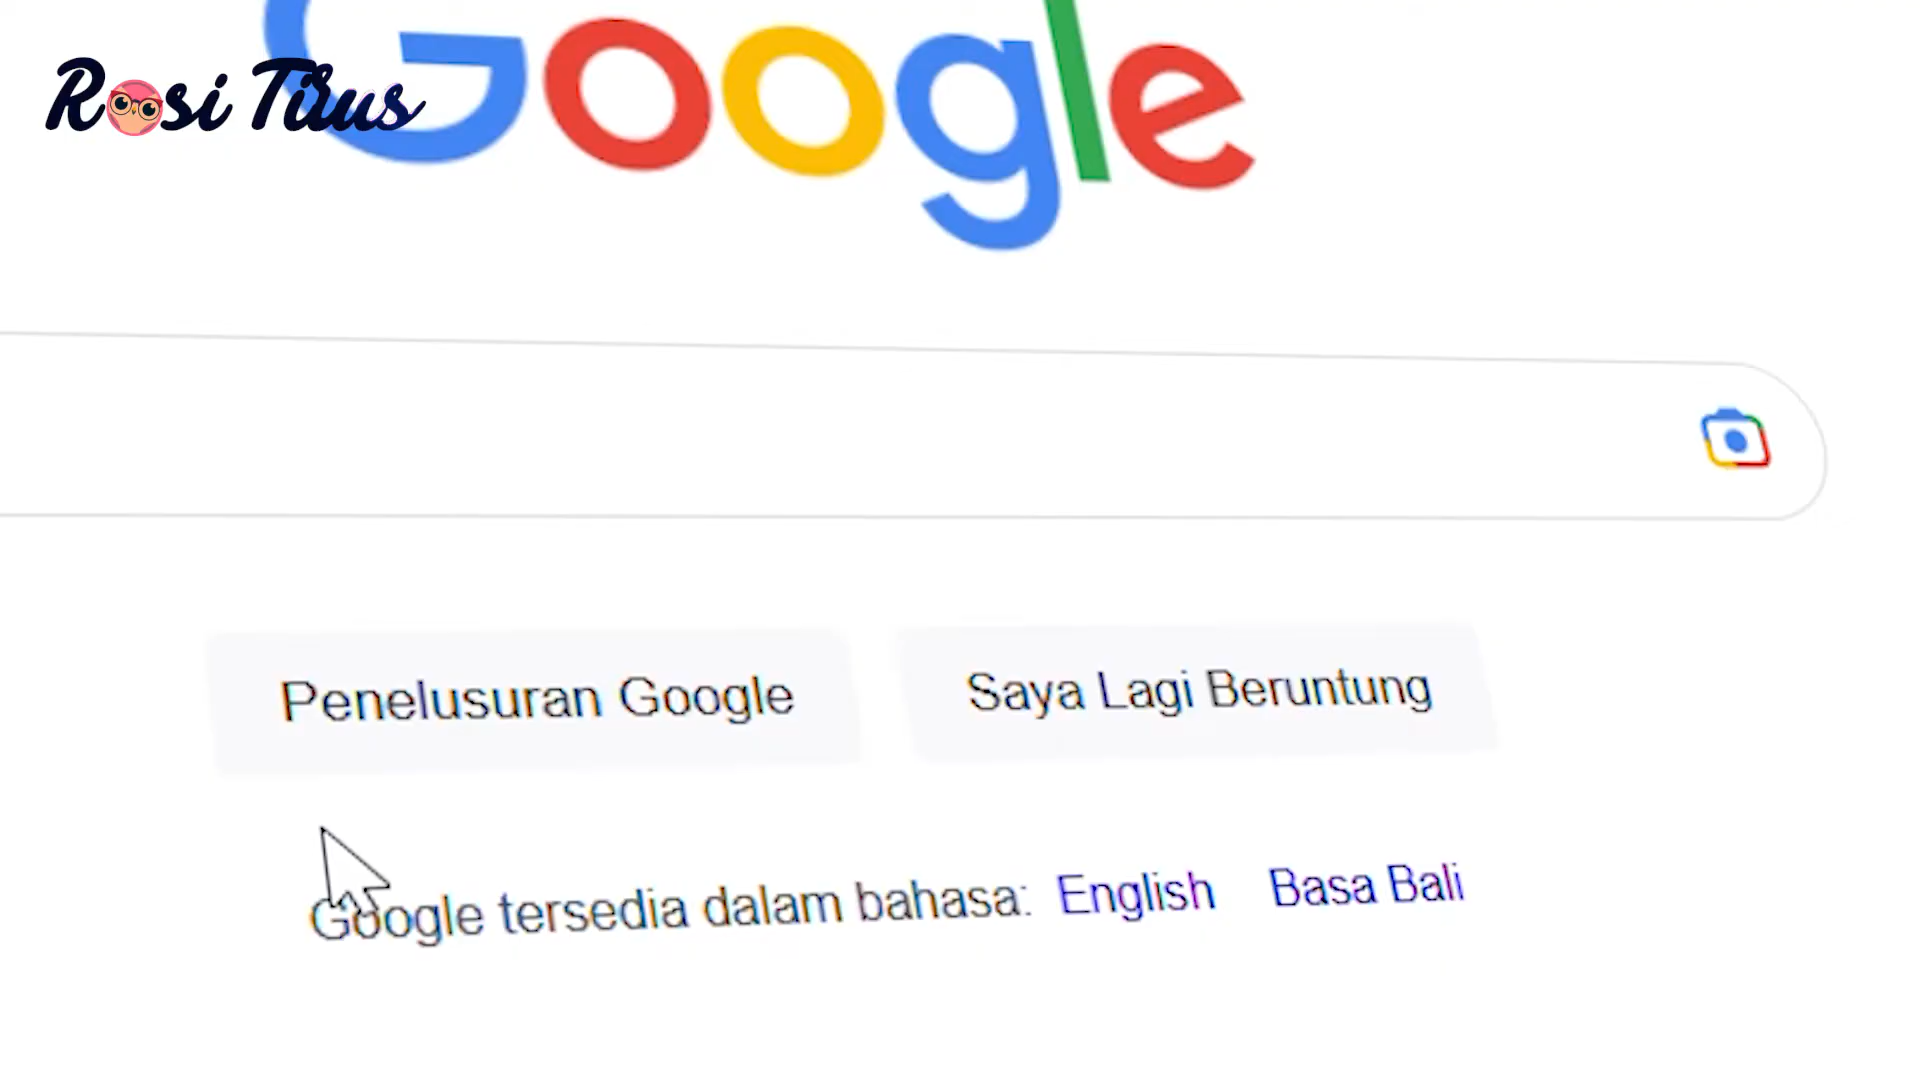 Google
Rosi Titus
Penelusuran Google
Saya Lagi Beruntung
Google tersedia dalam bahasa: English Basa Bali